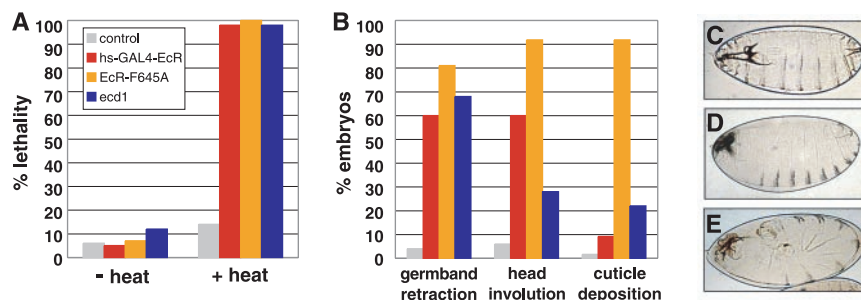 A
% lethality
100
90
80
70
60
50
40
30
20
10
0
control
hs-GAL4-EcR
EcR-F645A
ecd1
- heat
+ heat
B
% embryos
100
90
80
70
60
50
40
30
20
10
0
germband
retraction
head
involution
cuticle
deposition
C
D
E